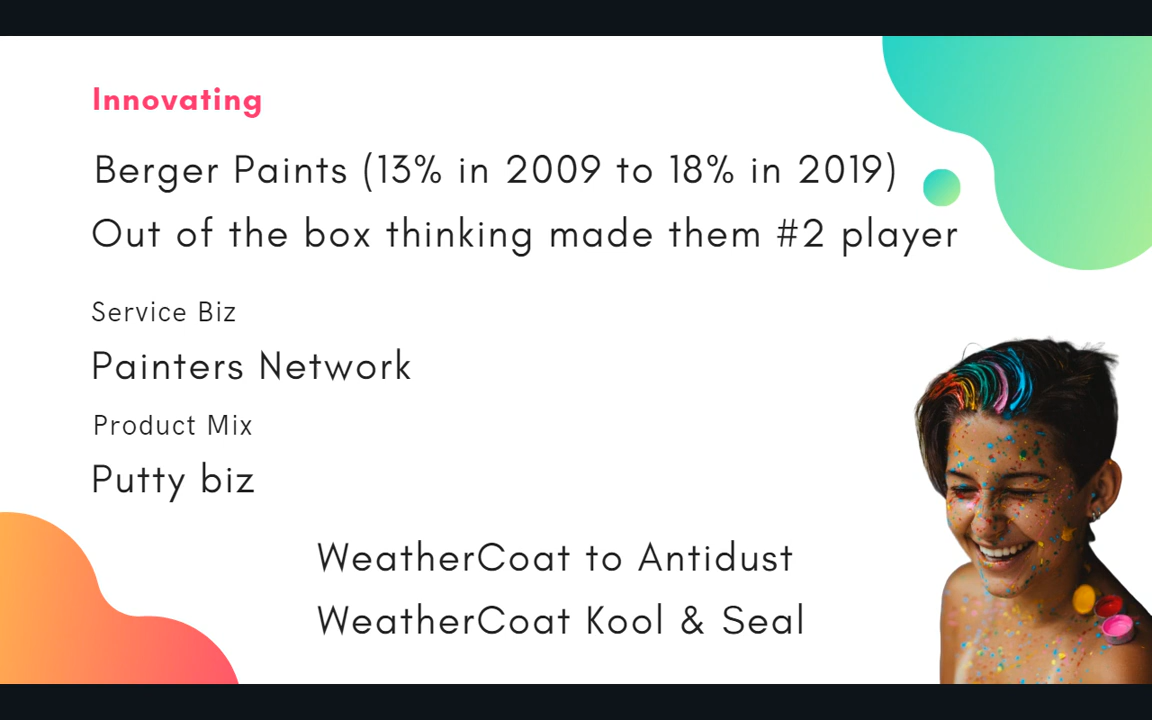 Innovating
Berger Paints (13% in 2009 to 18% in 2019)
Out of the box thinking made them #2 player
Service Biz
Painters Network
Product Mix
Putty biz
WeatherCoat to Antidust
WeatherCoat Kool & Seal